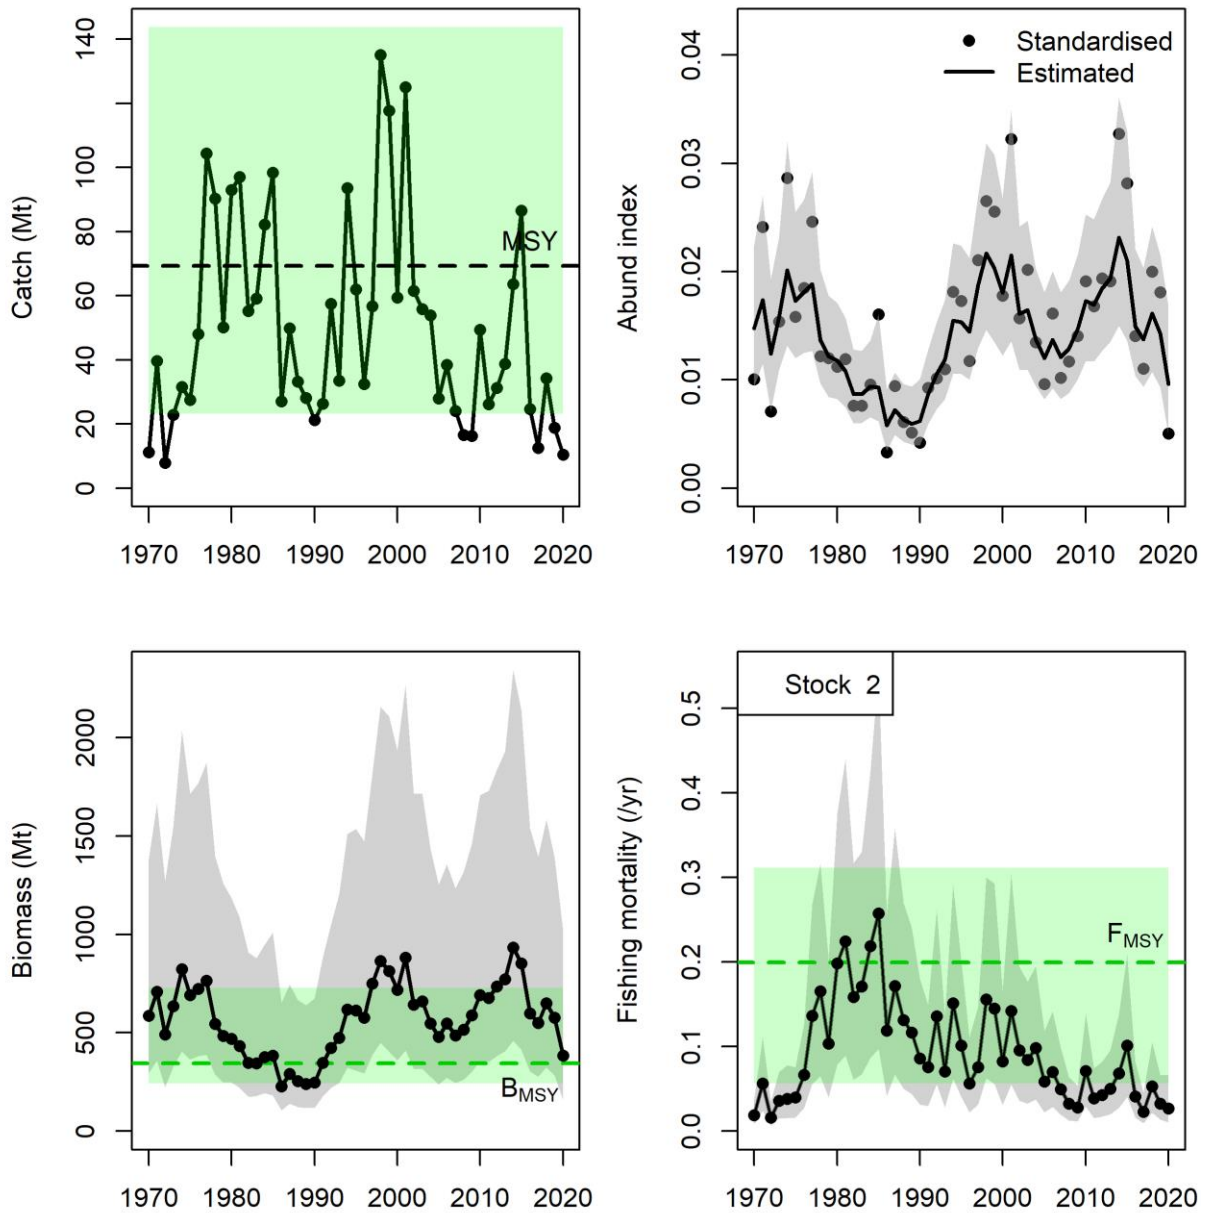 Catch (Mt)
140
100
80
60
40
20
0
MSY
1970 1980 1990 2000 2010 2020
Abund index
0.04
0.03
0.02
0.01
0.00
Standardised
Estimated
1970 1980 1990 2000 2010 2020
Biomass (Mt)
2000
1500
1000
500
0
BMSY
1970 1980 1990 2000 2010 2020
Fishing mortality (/yr)
0.5
0.4
0.3
0.2
0.1
0.0
Stock 2
FMSY
1970 1980 1990 2000 2010 2020